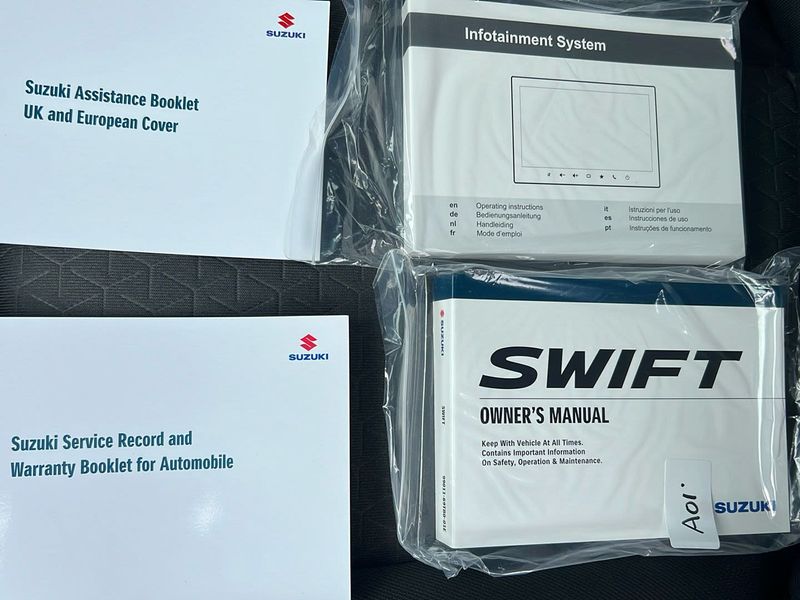 SUZUKI
Suzuki Assistance Booklet
UK and European Cover
Infotainment System
en Operating instructions
de Bedienungsanleitung
nl Handleiding
fr Mode d'emploi
it Istruzioni per l'uso
es Instrucciones de uso
pt Instruções de funcionamento
SUZUKI
Suzuki Service Record and
Warranty Booklet for Automobile
SUZUKI
SWIFT
SWIFT
OWNER'S MANUAL
Keep With Vehicle At All Times.
Contains Important Information
On Safety, Operation & Maintenance.
A01.
SUZUKI